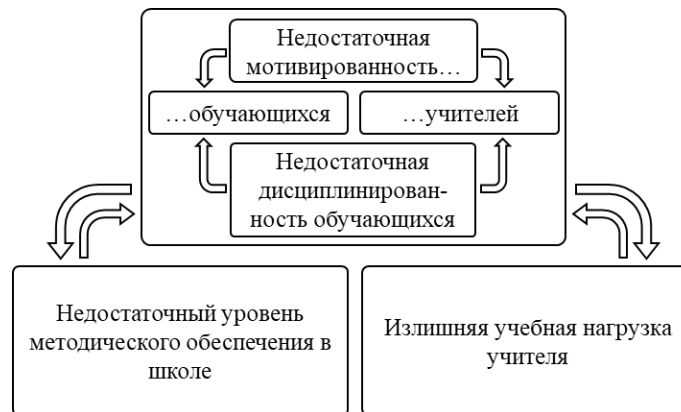 Недостаточная
мотивированность…
…обучающихся
…учителей
Недостаточная
дисциплинирован-
ность обучающихся
Недостаточный уровень
методического обеспечения в
школе
Излишняя учебная нагрузка
учителя